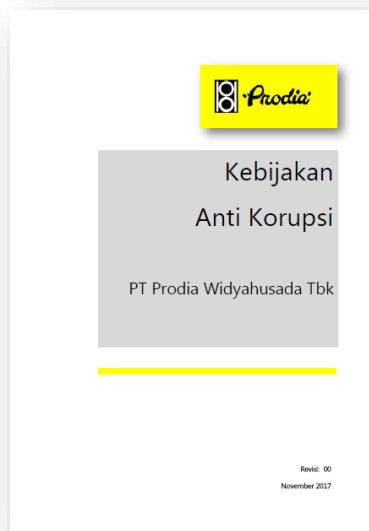 Prodia
Kebijakan
Anti Korupsi
PT Prodia Widyahusada Tbk
Revisi: 00
November 2017